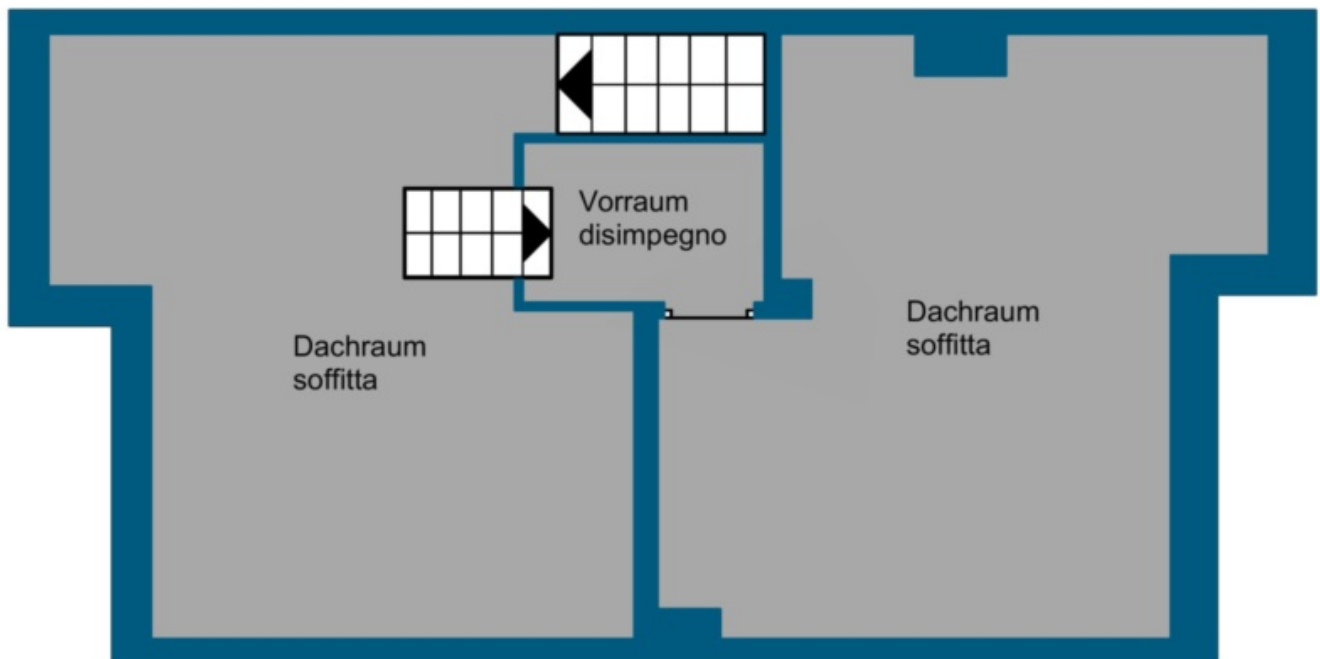 Vorraum
disimpegno
Dachraum
soffitta
Dachraum
soffitta